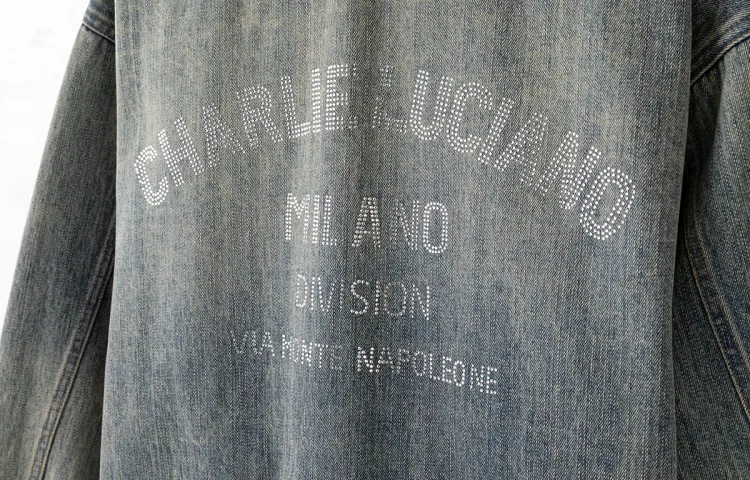 CHARLIE LUCIANO
MILANO
DIVISION
VIA MONTE NAPOLEONE